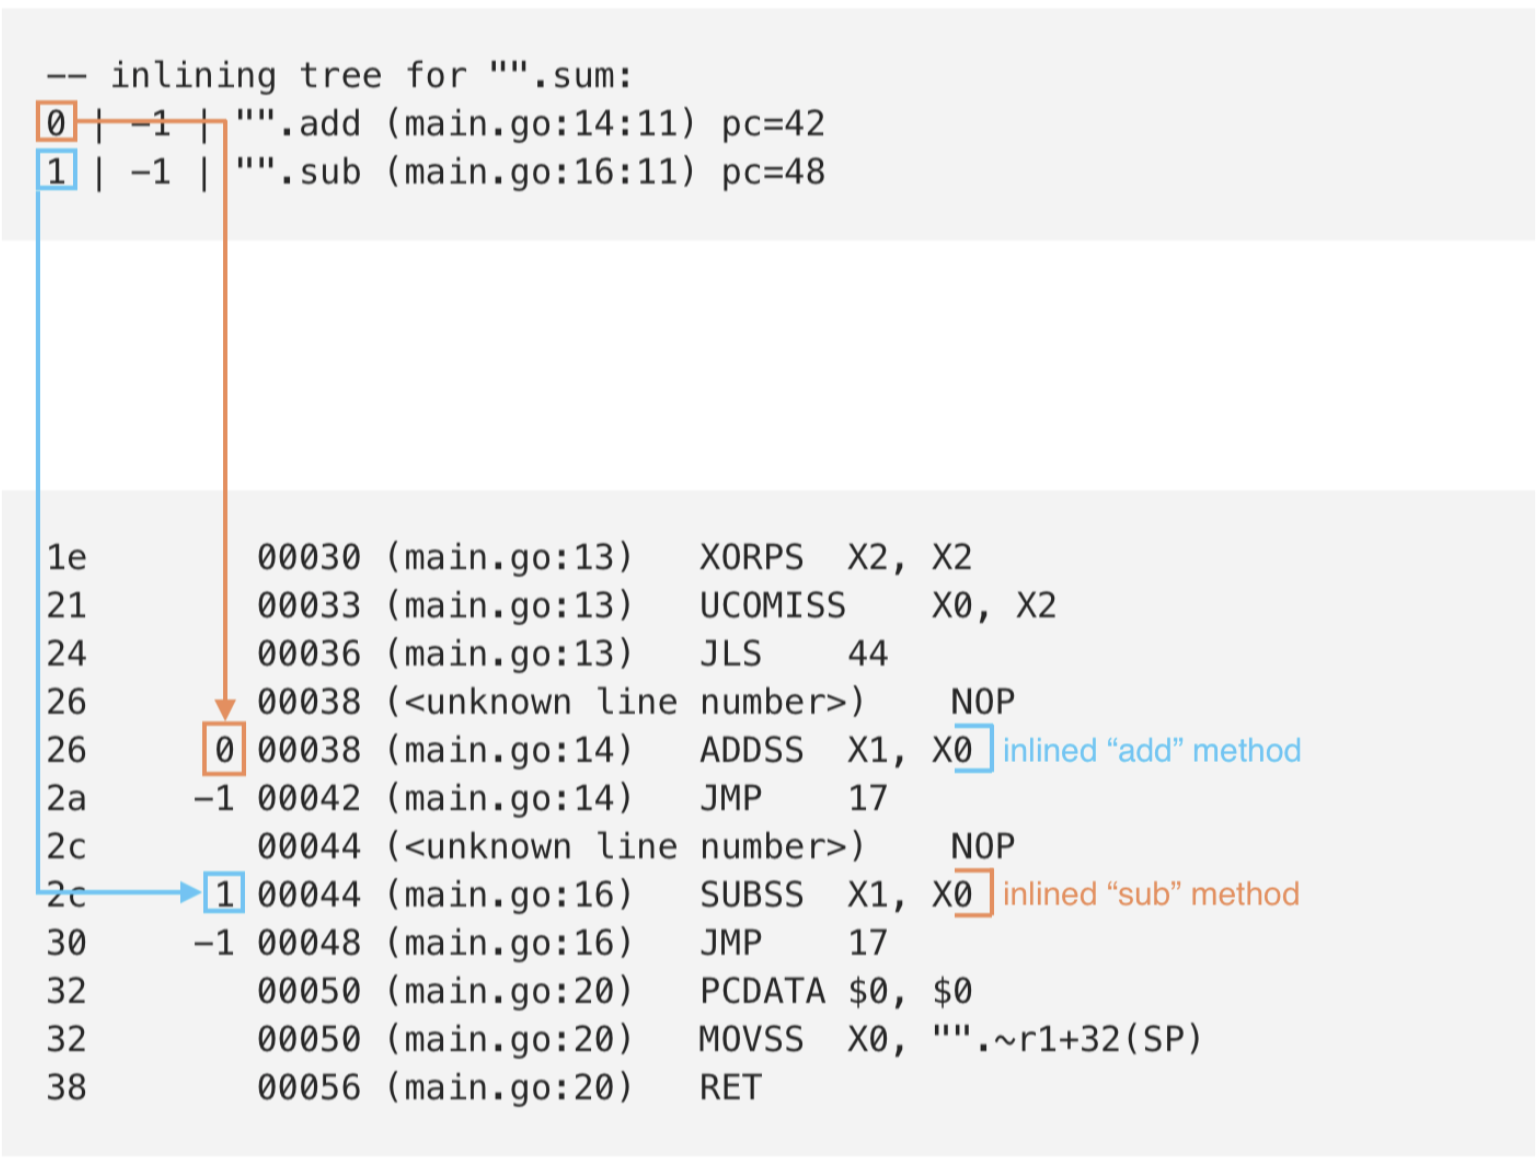 -- inlining tree for "".sum:
0 | -1 | "".add (main.go:14:11) pc=42
1 | -1 | "".sub (main.go:16:11) pc=48
1e 00030 (main.go:13) XORPS X2, X2
21 00033 (main.go:13) UCOMISS X0, X2
24 00036 (main.go:13) JLS 44
26 00038 (<unknown line number>) NOP
26 0 00038 (main.go:14) ADDSS X1, X0 inlined “add” method
2a -1 00042 (main.go:14) JMP 17
2c 00044 (<unknown line number>) NOP
2c 1 00044 (main.go:16) SUBSS X1, X0 inlined “sub” method
30 -1 00048 (main.go:16) JMP 17
32 00050 (main.go:20) PCDATA $0, $0
32 00050 (main.go:20) MOVSS X0, "".~r1+32(SP)
38 00056 (main.go:20) RET